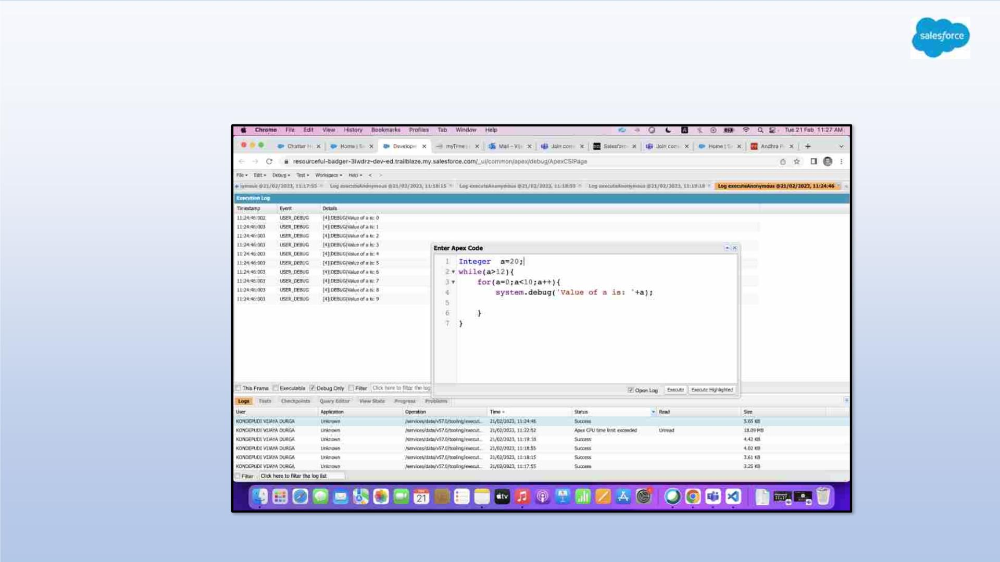 salesforce
Chrome File Edit View History Bookmarks Profiles Tab Window Help Tue 21 Feb 11:27 AM
Chatter Home | Developer myTime | Mail – Join Salesforce Join Home | Andhra
resourceful-badger-3lwdrz-dev-ed.trailblaze.my.salesforce.com/_ui/common/apex/debug/ApexCSIPage
File Edit Debug Test Workspace Help < >
@21/02/2023, 11:17:55 Log executeAnonymous @21/02/2023, 11:18:15 Log executeAnonymous @21/02/2023, 11:18:55 Log executeAnonymous @21/02/2023, 11:19:18 Log executeAnonymous @21/02/2023, 11:24:46
Execution Log
Timestamp Event Details
11:24:46:002 USER_DEBUG [4]|DEBUG|Value of a is: 0
11:24:46:003 USER_DEBUG [4]|DEBUG|Value of a is: 1
11:24:46:003 USER_DEBUG [4]|DEBUG|Value of a is: 2
11:24:46:003 USER_DEBUG [4]|DEBUG|Value of a is: 3
11:24:46:003 USER_DEBUG [4]|DEBUG|Value of a is: 4
11:24:46:003 USER_DEBUG [4]|DEBUG|Value of a is: 5
11:24:46:003 USER_DEBUG [4]|DEBUG|Value of a is: 6
11:24:46:003 USER_DEBUG [4]|DEBUG|Value of a is: 7
11:24:46:003 USER_DEBUG [4]|DEBUG|Value of a is: 8
11:24:46:003 USER_DEBUG [4]|DEBUG|Value of a is: 9
Enter Apex Code
1 Integer a=20;
2 while(a>12){
3 for(a=0;a<10;a++){
4 system.debug('Value of a is: '+a);
5
6 }
7 }
Open Log Execute Execute Highlighted
This Frame Executable Debug Only Filter Click here to filter the log
Logs Tests Checkpoints Query Editor View State Progress Problems
User Application Operation Time Status Read Size
KONDEPUDI VIJAYA DURGA Unknown /services/data/v57.0/tooling/execut... 21/02/2023, 11:24:46 Success 5.65 KB
KONDEPUDI VIJAYA DURGA Unknown /services/data/v57.0/tooling/execut... 21/02/2023, 11:22:52 Apex CPU time limit exceeded Unread 18.09 MB
KONDEPUDI VIJAYA DURGA Unknown /services/data/v57.0/tooling/execut... 21/02/2023, 11:19:18 Success 4.42 KB
KONDEPUDI VIJAYA DURGA Unknown /services/data/v57.0/tooling/execut... 21/02/2023, 11:18:55 Success 4.02 KB
KONDEPUDI VIJAYA DURGA Unknown /services/data/v57.0/tooling/execut... 21/02/2023, 11:18:15 Success 3.61 KB
KONDEPUDI VIJAYA DURGA Unknown /services/data/v57.0/tooling/execut... 21/02/2023, 11:17:55 Success 3.25 KB
Filter Click here to filter the log list
21 tv